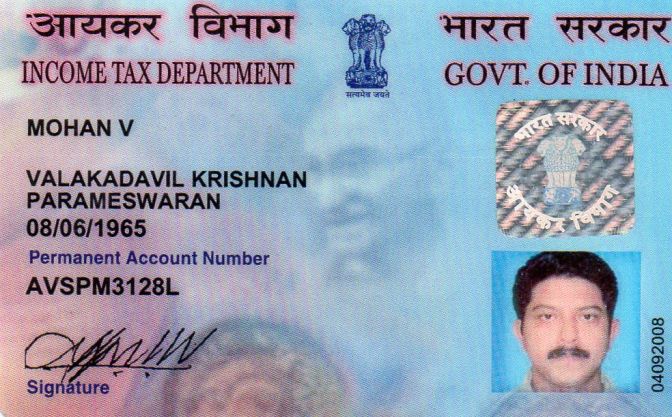 आयकर विभाग
भारत सरकार
INCOME TAX DEPARTMENT
GOVT. OF INDIA
सत्यमेव जयते
MOHAN V
भारत सरकार
VALAKADAVIL KRISHNAN
PARAMESWARAN
08/06/1965
आयकर विभाग
Permanent Account Number
AVSPM3128L
Signature
04092008